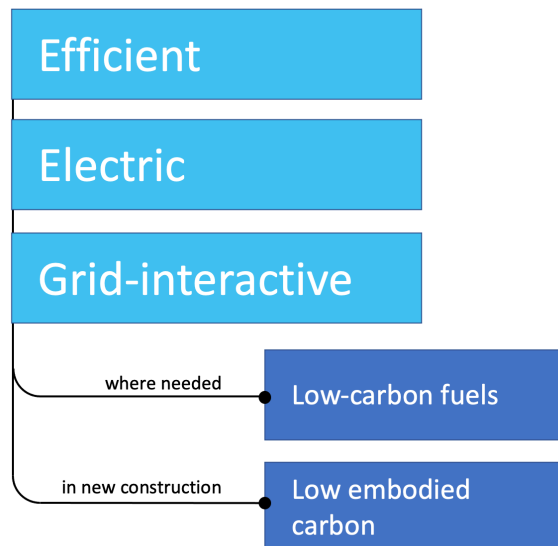 Efficient
Electric
Grid-interactive
where needed
Low-carbon fuels
in new construction
Low embodied
carbon